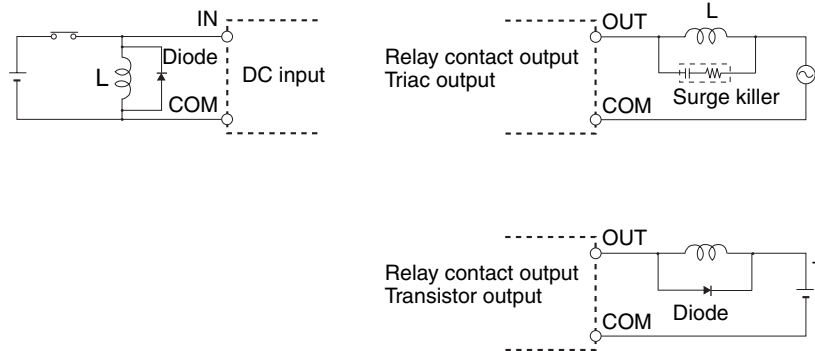 IN
Diode
L
DC input
COM
OUT
L
Relay contact output
Triac output
Surge killer
COM
OUT
Relay contact output
Transistor output
Diode
COM